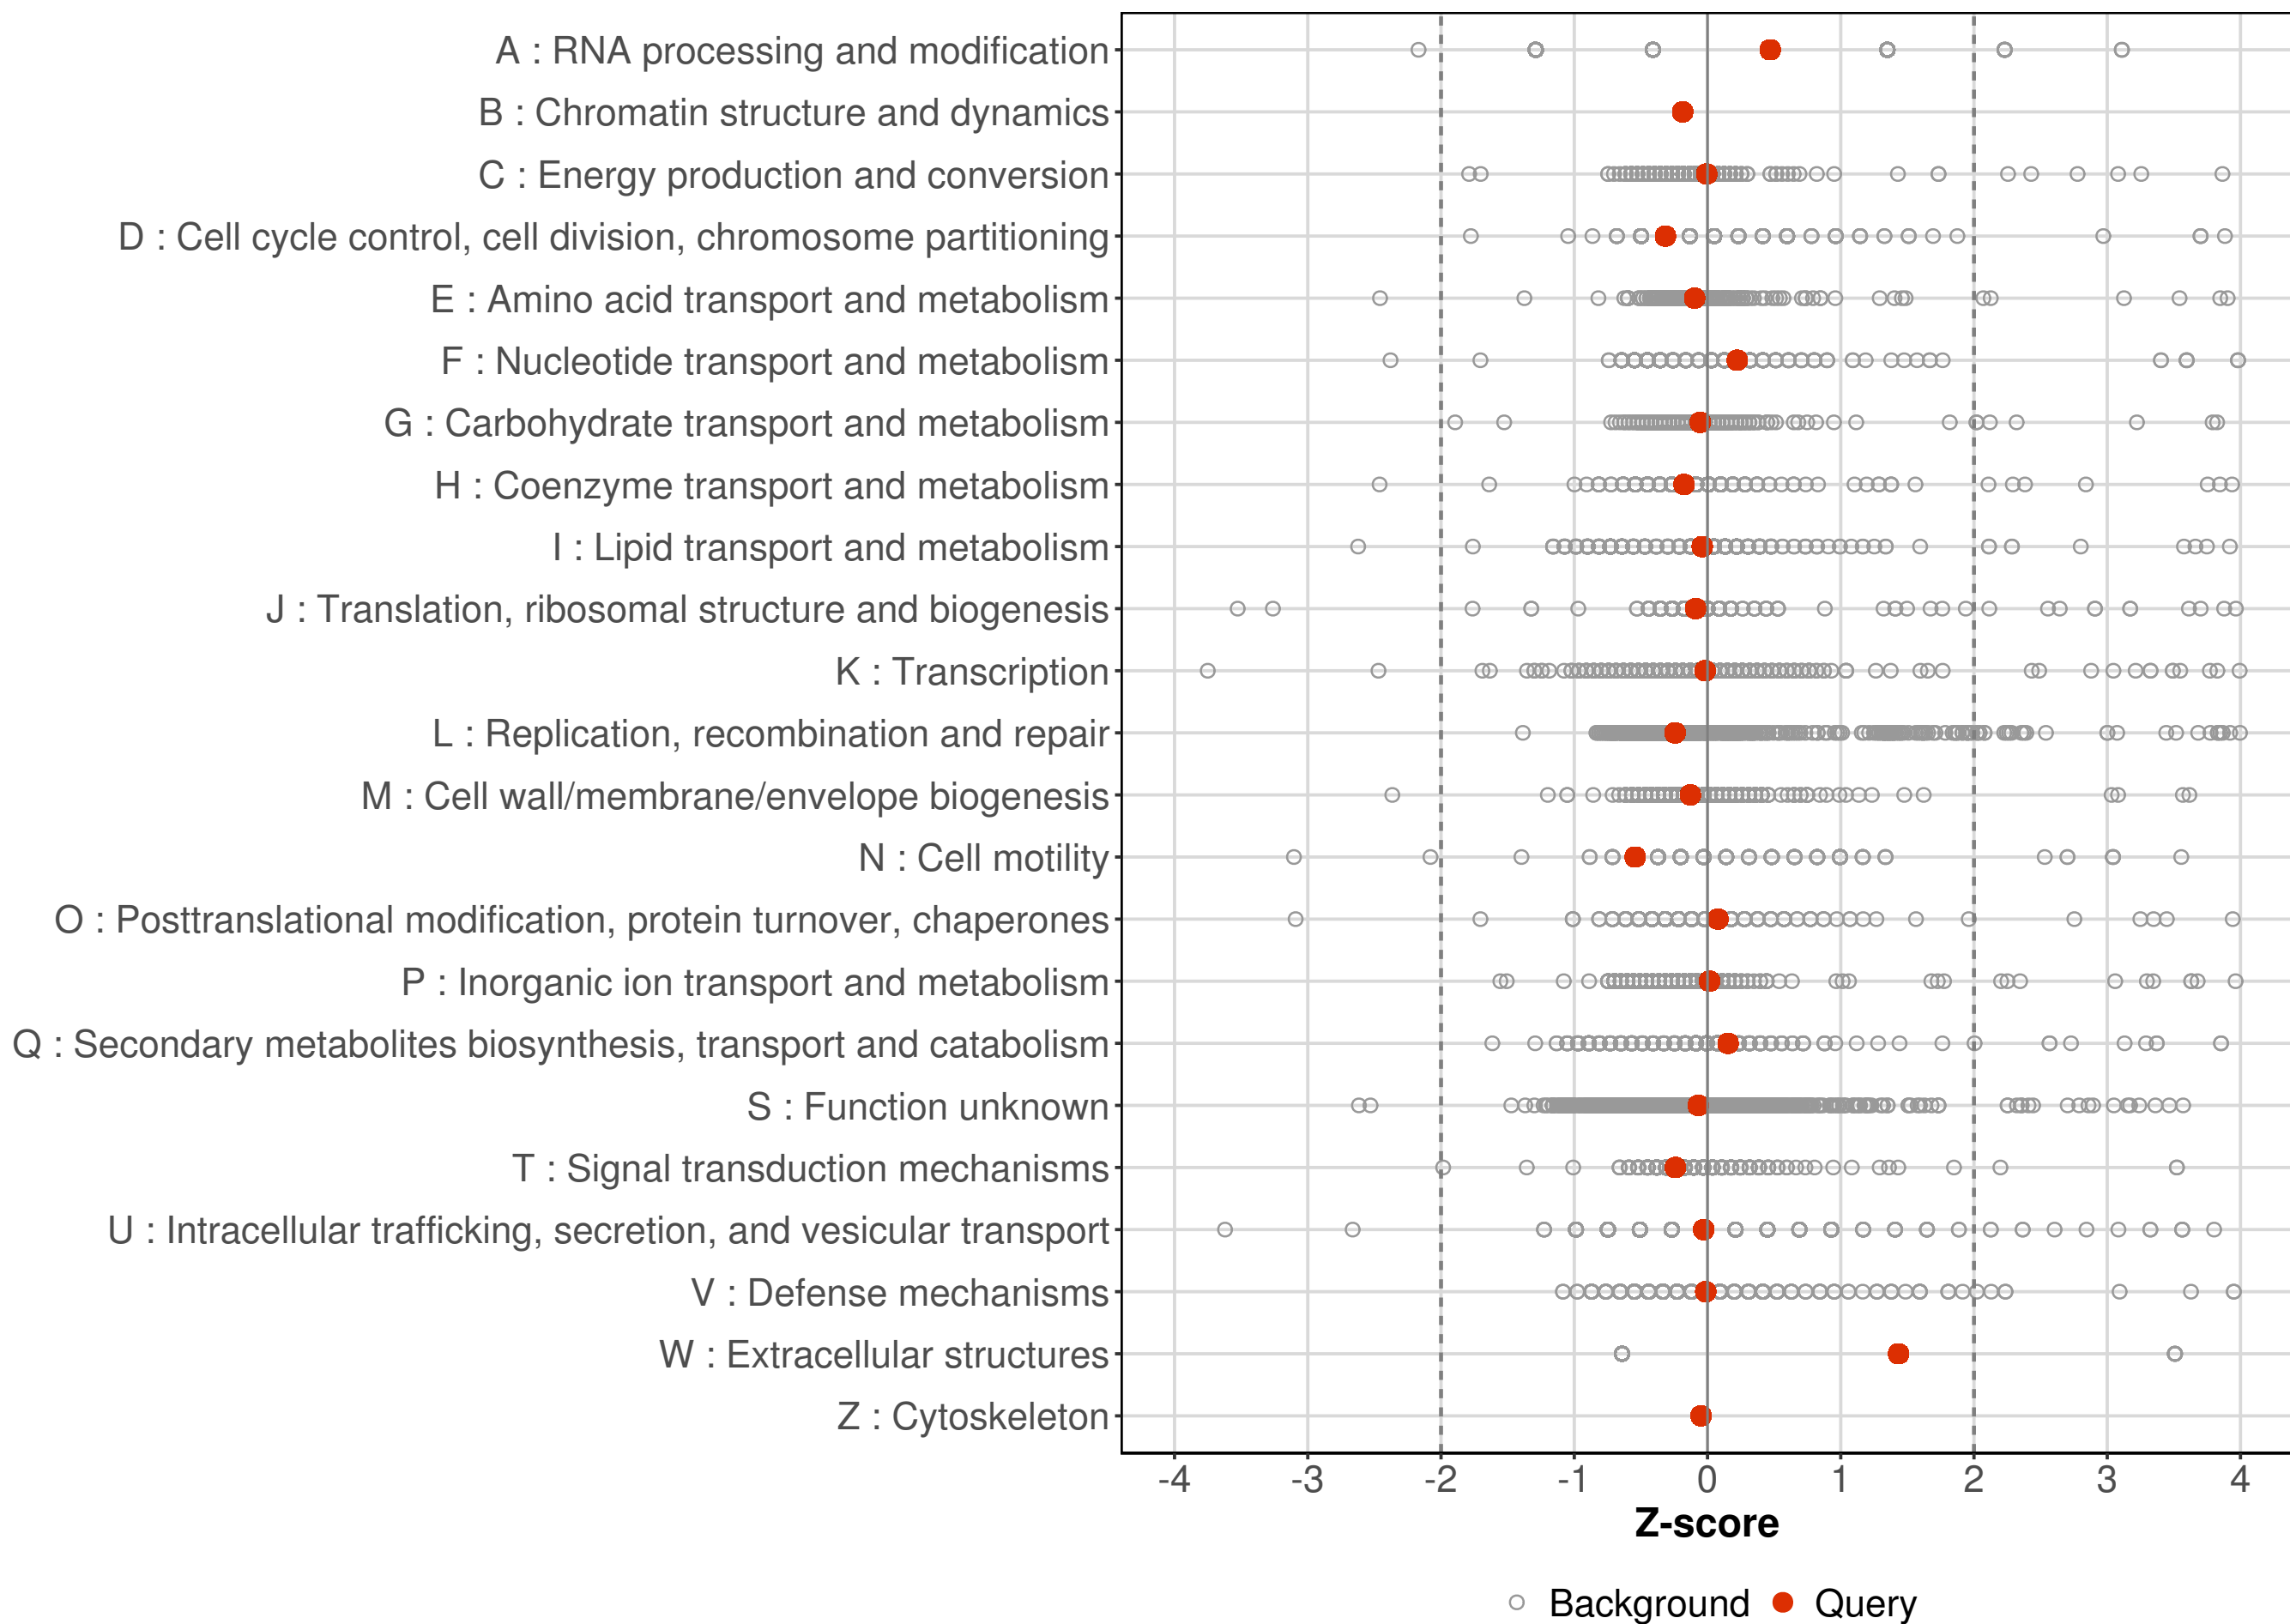 A : RNA processing and modification
B : Chromatin structure and dynamics
C : Energy production and conversion
D : Cell cycle control, cell division, chromosome partitioning
E : Amino acid transport and metabolism
F : Nucleotide transport and metabolism
G : Carbohydrate transport and metabolism
H : Coenzyme transport and metabolism
I : Lipid transport and metabolism
J : Translation, ribosomal structure and biogenesis
K : Transcription
L : Replication, recombination and repair
M : Cell wall/membrane/envelope biogenesis
N : Cell motility
O : Posttranslational modification, protein turnover, chaperones
P : Inorganic ion transport and metabolism
Q : Secondary metabolites biosynthesis, transport and catabolism
S : Function unknown
T : Signal transduction mechanisms
U : Intracellular trafficking, secretion, and vesicular transport
V : Defense mechanisms
W : Extracellular structures
Z : Cytoskeleton
-4 -3 -2 -1 0 1 2 3 4
Z-score
Background Query